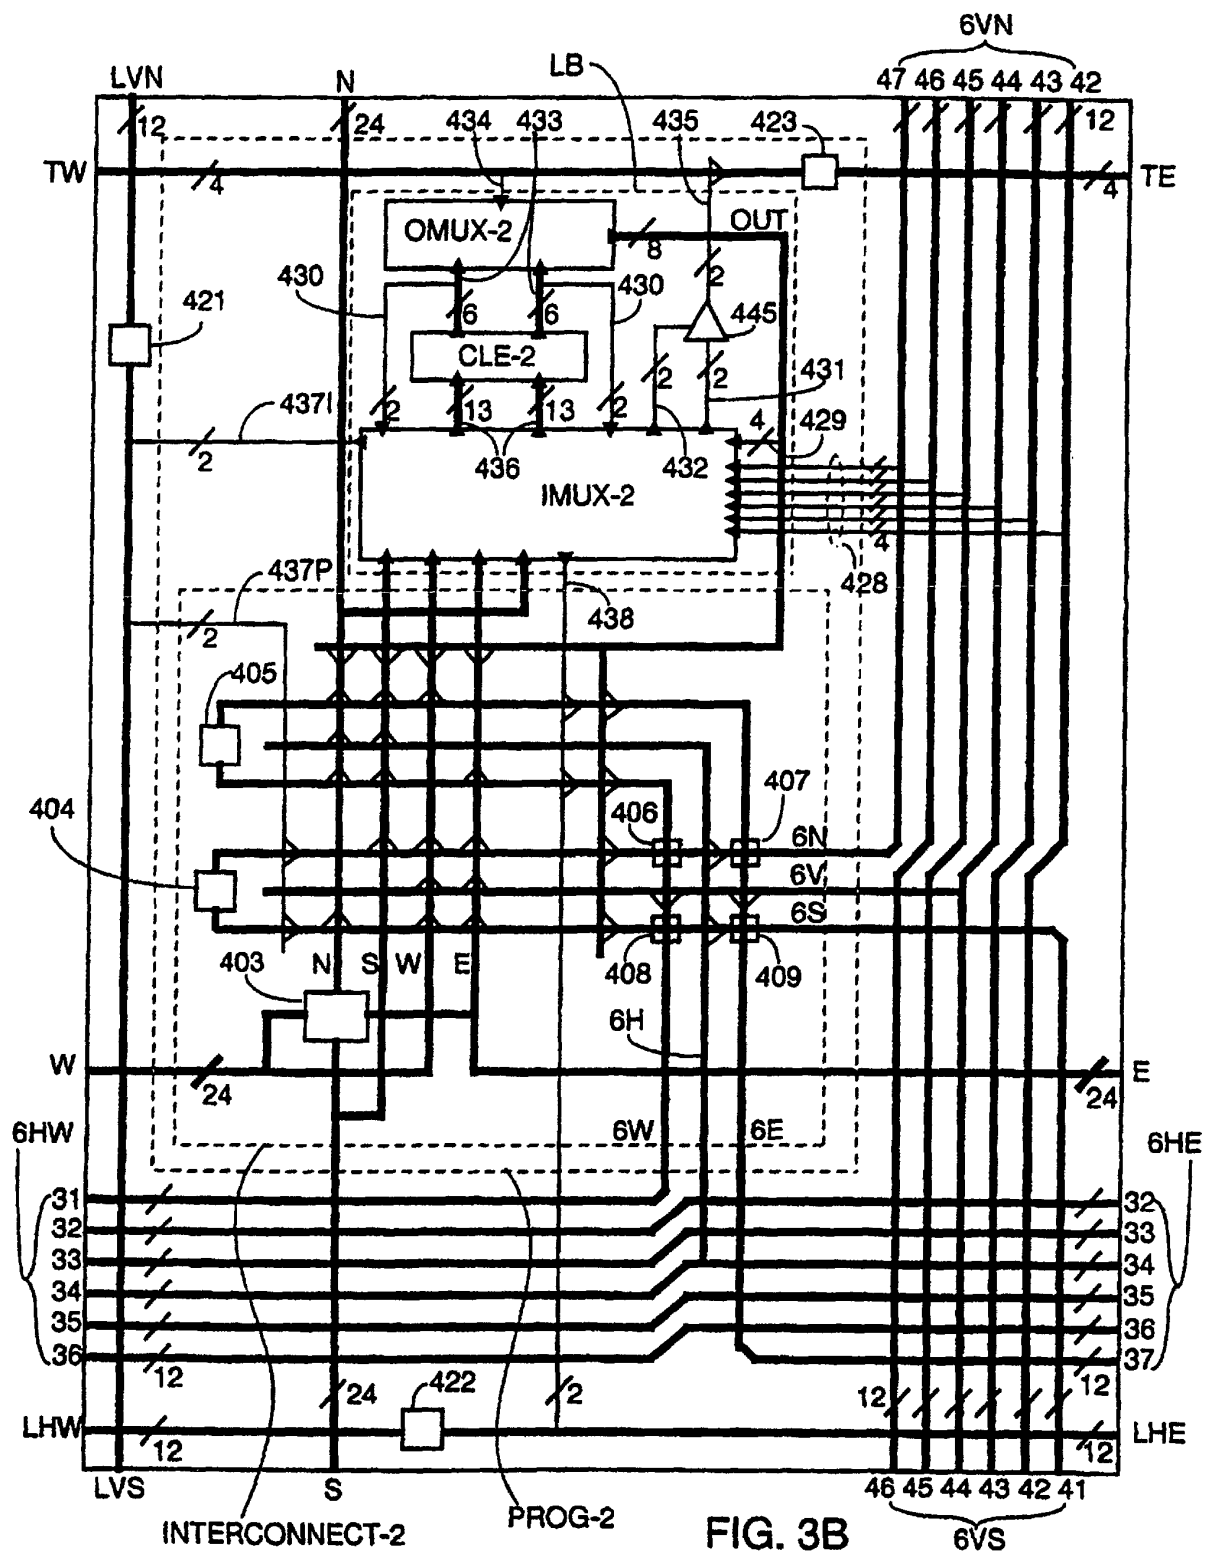 6VN
LVN N LB 47 46 45 44 43 42
12 24 434 433 435 423 12
TW 4 4 TE
OMUX-2 OUT
8
430 2 430
421 6 6 445
CLE-2
2 2 431
437I 2 13 13 2 4 429
2 436 432
IMUX-2
4
437P 438 428
2
405
404 406 407
6N
6V
6S
403 N S W E 408 409
6H
W E
24 24
6HW 6W 6E 6HE
31 32
32 33
33 34
34 35
35 36
36 37
12 24 422 2 12 12
LHW LHE
12 12
LVS S 46 45 44 43 42 41
INTERCONNECT-2 PROG-2 FIG. 3B 6VS